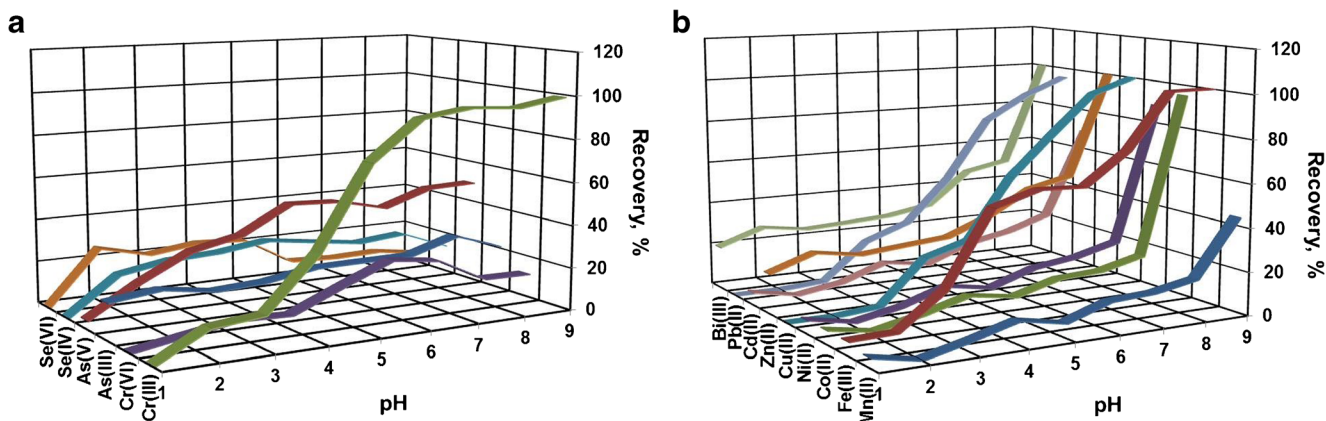 a
120
100
80
60
40
20
0
Recovery, %
Se(VI)
Se(IV)
As(V)
As(III)
Cr(VI)
Cr(III)
1 2 3 4 5 6 7 8 9
pH
b
120
100
80
60
40
20
0
Recovery, %
Bi(III)
Pb(II)
Cd(II)
Zn(II)
Cu(II)
Ni(II)
Co(II)
Fe(III)
Mn(II)
1 2 3 4 5 6 7 8 9
pH